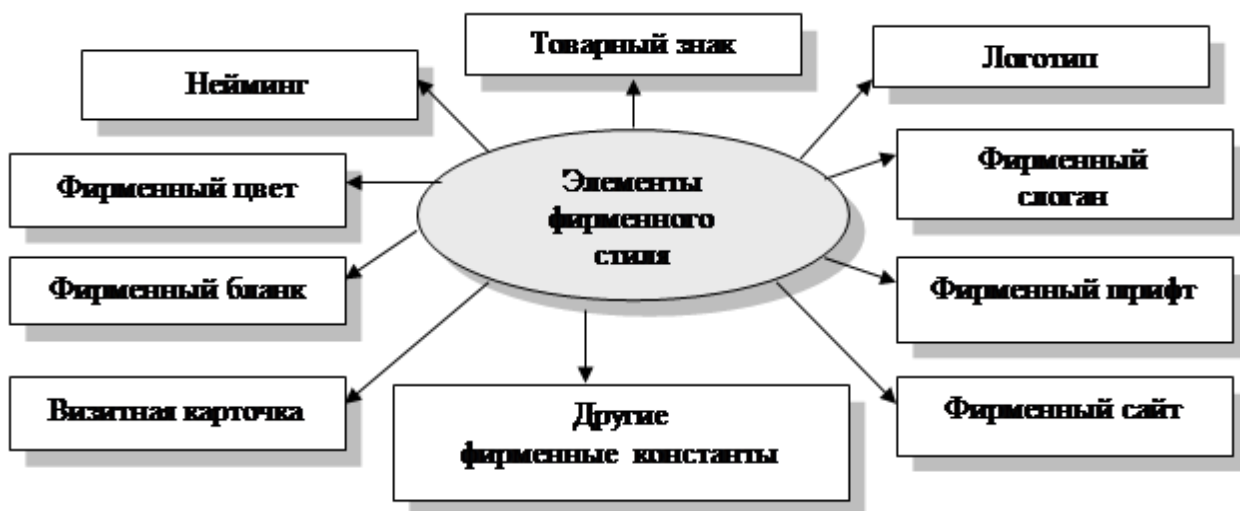 Товарный знак
Логотип
Нейминг
Фирменный
слоган
Фирменный цвет
Элементы
фирменного
стиля
Фирменный бланк
Фирменный шрифт
Визитная карточка
Другие
фирменные константы
Фирменный сайт